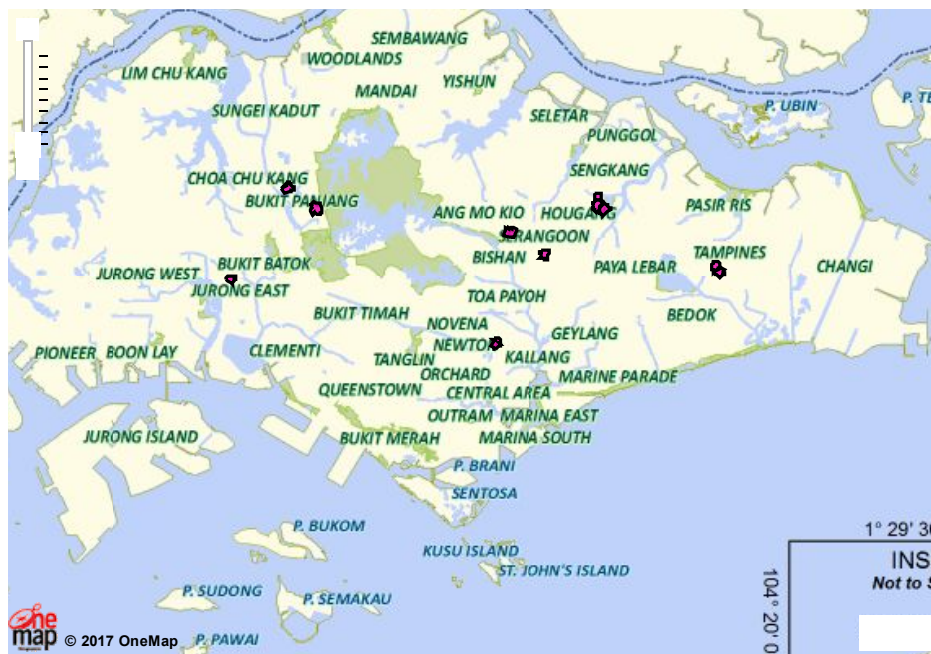 SEMBAWANG
WOODLANDS
LIM CHU KANG
YISHUN
MANDAI
SUNGEI KADUT
P. UBIN
P. TE
SELETAR
PUNGGOL
SENGKANG
CHOA CHU KANG
BUKIT PANJANG
ANG MO KIO
HOUGANG
PASIR RIS
SERANGOON
BISHAN
TAMPINES
JURONG WEST
BUKIT BATOK
PAYA LEBAR
CHANGI
JURONG EAST
TOA PAYOH
BUKIT TIMAH
BEDOK
NOVENA
GEYLANG
PIONEER
BOON LAY
CLEMENTI
NEWTON
TANGLIN
KALLANG
ORCHARD
MARINE PARADE
QUEENSTOWN
CENTRAL AREA
OUTRAM
MARINA EAST
JURONG ISLAND
BUKIT MERAH
MARINA SOUTH
P. BRANI
SENTOSA
P. BUKOM
1° 29' 30
KUSU ISLAND
INS
ST. JOHN'S ISLAND
Not to S
104° 20' 0
P. SUDONG
P. SEMAKAU
one
map
© 2017 OneMap
P. PAWAI